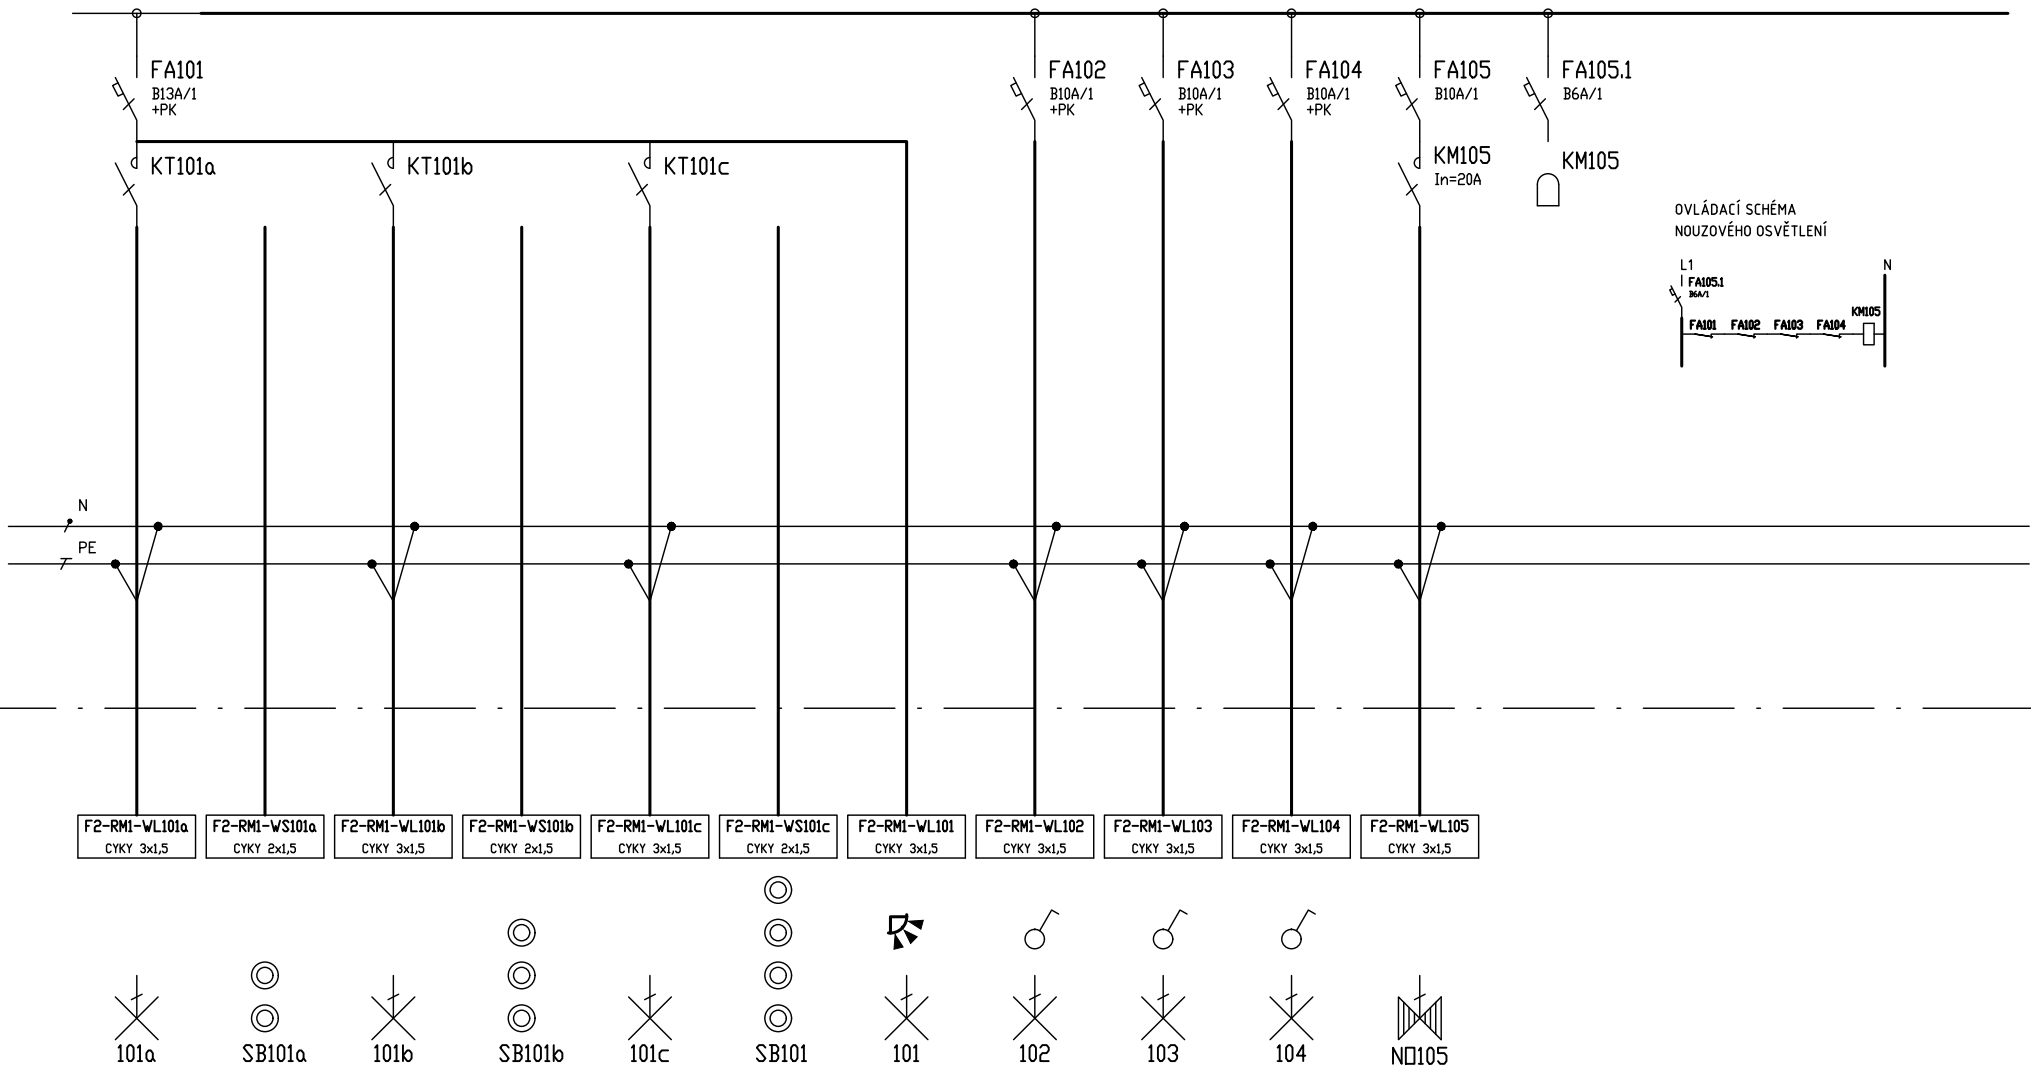 FA101
B13A/1
+PK
FA102
B10A/1
+PK
FA103
B10A/1
+PK
FA104
B10A/1
+PK
FA105
B10A/1
FA105.1
B6A/1
KT101a
KT101b
KT101c
KM105
In=20A
KM105
OVLÁDACÍ SCHÉMA
NOUZOVÉHO OSVĚTLENÍ
L1
N
FA105.1
B6A/1
KM105
FA101 FA102 FA103 FA104
N
PE
F2-RM1-WL101a
CYKY 3x1,5
F2-RM1-WS101a
CYKY 2x1,5
F2-RM1-WL101b
CYKY 3x1,5
F2-RM1-WS101b
CYKY 2x1,5
F2-RM1-WL101c
CYKY 3x1,5
F2-RM1-WS101c
CYKY 2x1,5
F2-RM1-WL101
CYKY 3x1,5
F2-RM1-WL102
CYKY 3x1,5
F2-RM1-WL103
CYKY 3x1,5
F2-RM1-WL104
CYKY 3x1,5
F2-RM1-WL105
CYKY 3x1,5
101a
SB101a
101b
SB101b
101c
SB101
101
102
103
104
NO105